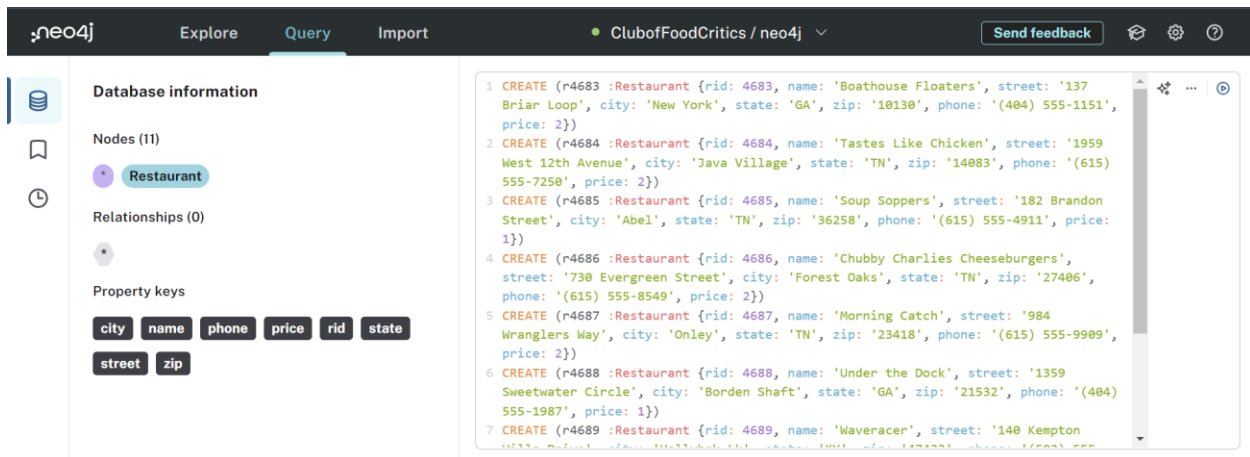 neo4j
Explore
Query
Import
ClubofFoodCritics / neo4j
Send feedback
Database information
Nodes (11)
* Restaurant
Relationships (0)
*
Property keys
city name phone price rid state
street zip
1 CREATE (r4683 :Restaurant {rid: 4683, name: 'Boathouse Floaters', street: '137
Briar Loop', city: 'New York', state: 'GA', zip: '10130', phone: '(404) 555-1151',
price: 2})
2 CREATE (r4684 :Restaurant {rid: 4684, name: 'Tastes Like Chicken', street: '1959
West 12th Avenue', city: 'Java Village', state: 'TN', zip: '14083', phone: '(615)
555-7250', price: 2})
3 CREATE (r4685 :Restaurant {rid: 4685, name: 'Soup Soppers', street: '182 Brandon
Street', city: 'Abel', state: 'TN', zip: '36258', phone: '(615) 555-4911', price:
1})
4 CREATE (r4686 :Restaurant {rid: 4686, name: 'Chubby Charlies Cheeseburgers',
street: '730 Evergreen Street', city: 'Forest Oaks', state: 'TN', zip: '27406',
phone: '(615) 555-8549', price: 2})
5 CREATE (r4687 :Restaurant {rid: 4687, name: 'Morning Catch', street: '984
Wranglers Way', city: 'Onley', state: 'TN', zip: '23418', phone: '(615) 555-9909',
price: 2})
6 CREATE (r4688 :Restaurant {rid: 4688, name: 'Under the Dock', street: '1359
Sweetwater Circle', city: 'Borden Shaft', state: 'GA', zip: '21532', phone: '(404)
555-1987', price: 1})
7 CREATE (r4689 :Restaurant {rid: 4689, name: 'Waveracer', street: '140 Kempton